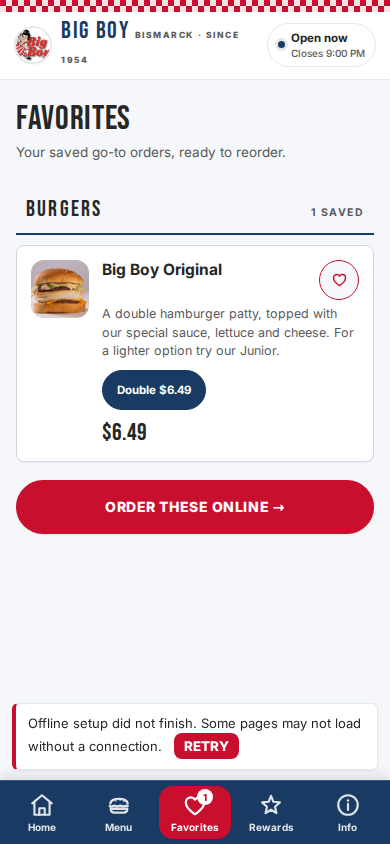 Big Boy
BIG BOY BISMARCK · SINCE
1954
Open now
Closes 9:00 PM
FAVORITES
Your saved go-to orders, ready to reorder.
BURGERS
1 SAVED
Big Boy Original
A double hamburger patty, topped with
our special sauce, lettuce and cheese. For
a lighter option try our Junior.
Double $6.49
$6.49
ORDER THESE ONLINE →
Offline setup did not finish. Some pages may not load
without a connection. RETRY
1
Home
Menu
Favorites
Rewards
Info